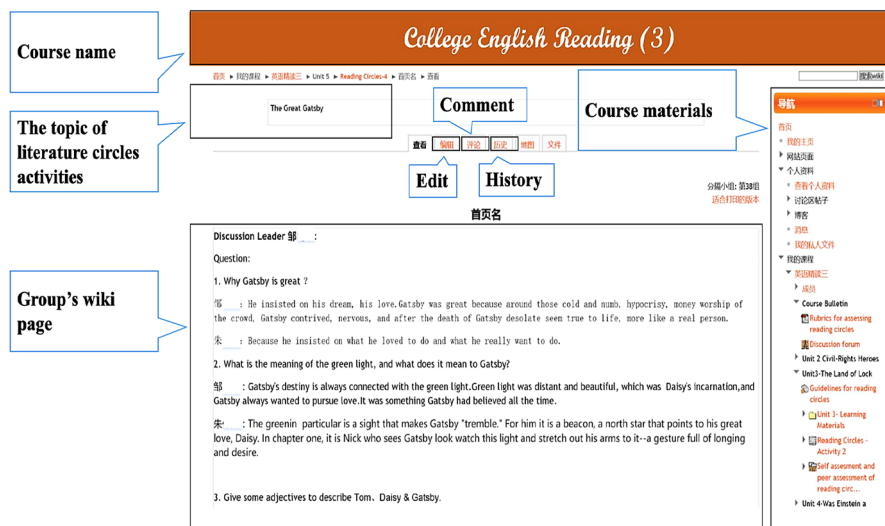 College English Reading (3)
Course name
首页 ▶ 我的课程 ▶ 英语精读三 ▶ Unit 5 ▶ Reading Circles-4 ▶ 首页名 ▶ 查看
搜索wiki
The Great Gatsby
Comment
Course materials
The topic of
literature circles
activities
查看 编辑 评论 历史 地图 文件
Edit
History
分隔小组: 第38组
适合打印的版本
首页名
Group's wiki
page
Discussion Leader 邹 :
Question:
1. Why Gatsby is great ?
邹 : He insisted on his dream, his love.Gatsby was great because around those cold and numb, hypocrisy, money worship of
the crowd, Gatsby contrived, nervous, and after the death of Gatsby desolate seem true to life, more like a real person.
朱 : Because he insisted on what he loved to do and what he really want to do.
2. What is the meaning of the green light, and what does it mean to Gatsby?
邹 : Gatsby's destiny is always connected with the green light.Green light was distant and beautiful, which was Daisy's incarnation,and
Gatsby always wanted to pursue love.It was something Gatsby had believed all the time.
朱 : The greenin particular is a sight that makes Gatsby "tremble." For him it is a beacon, a north star that points to his great
love, Daisy. In chapter one, it is Nick who sees Gatsby look watch this light and stretch out his arms to it--a gesture full of longing
and desire.
3. Give some adjectives to describe Tom、Daisy & Gatsby.
导航
首页
我的主页
网站页面
个人资料
查看个人资料
讨论区帖子
博客
消息
我的私人文件
我的课程
英语精读三
成员
Course Bulletin
Rubrics for assessing
reading circles
Discussion forum
Unit 2 Civil-Rights Heroes
Unit3-The Land of Lock
Guidelines for reading
circles
Unit 3- Learning
Materials
Reading Circles -
Activity 2
Self assesment and
peer assessment of
reading circ...
Unit 4-Was Einstein a